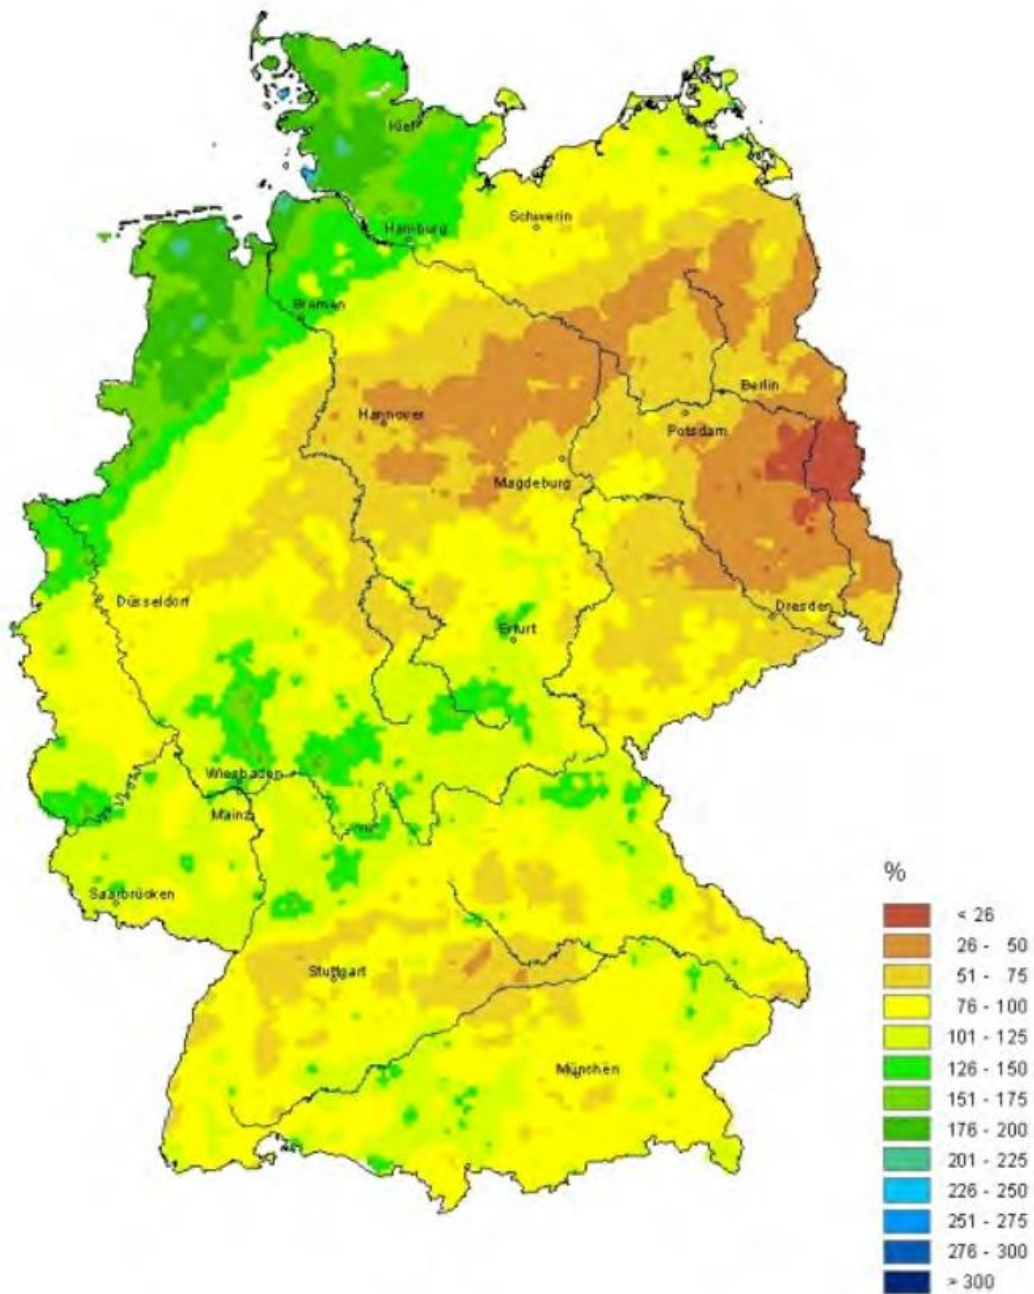 Kiel
Schwerin
Hamburg
Bremen
Berlin
Hannover
Potsdam
Magdeburg
Düsseldorf
Dresden
Erfurt
Wiesbaden
Mainz
Saarbrücken
Stuttgart
München
%
< 26
26 - 50
51 - 75
76 - 100
101 - 125
126 - 150
151 - 175
176 - 200
201 - 225
226 - 250
251 - 275
276 - 300
> 300